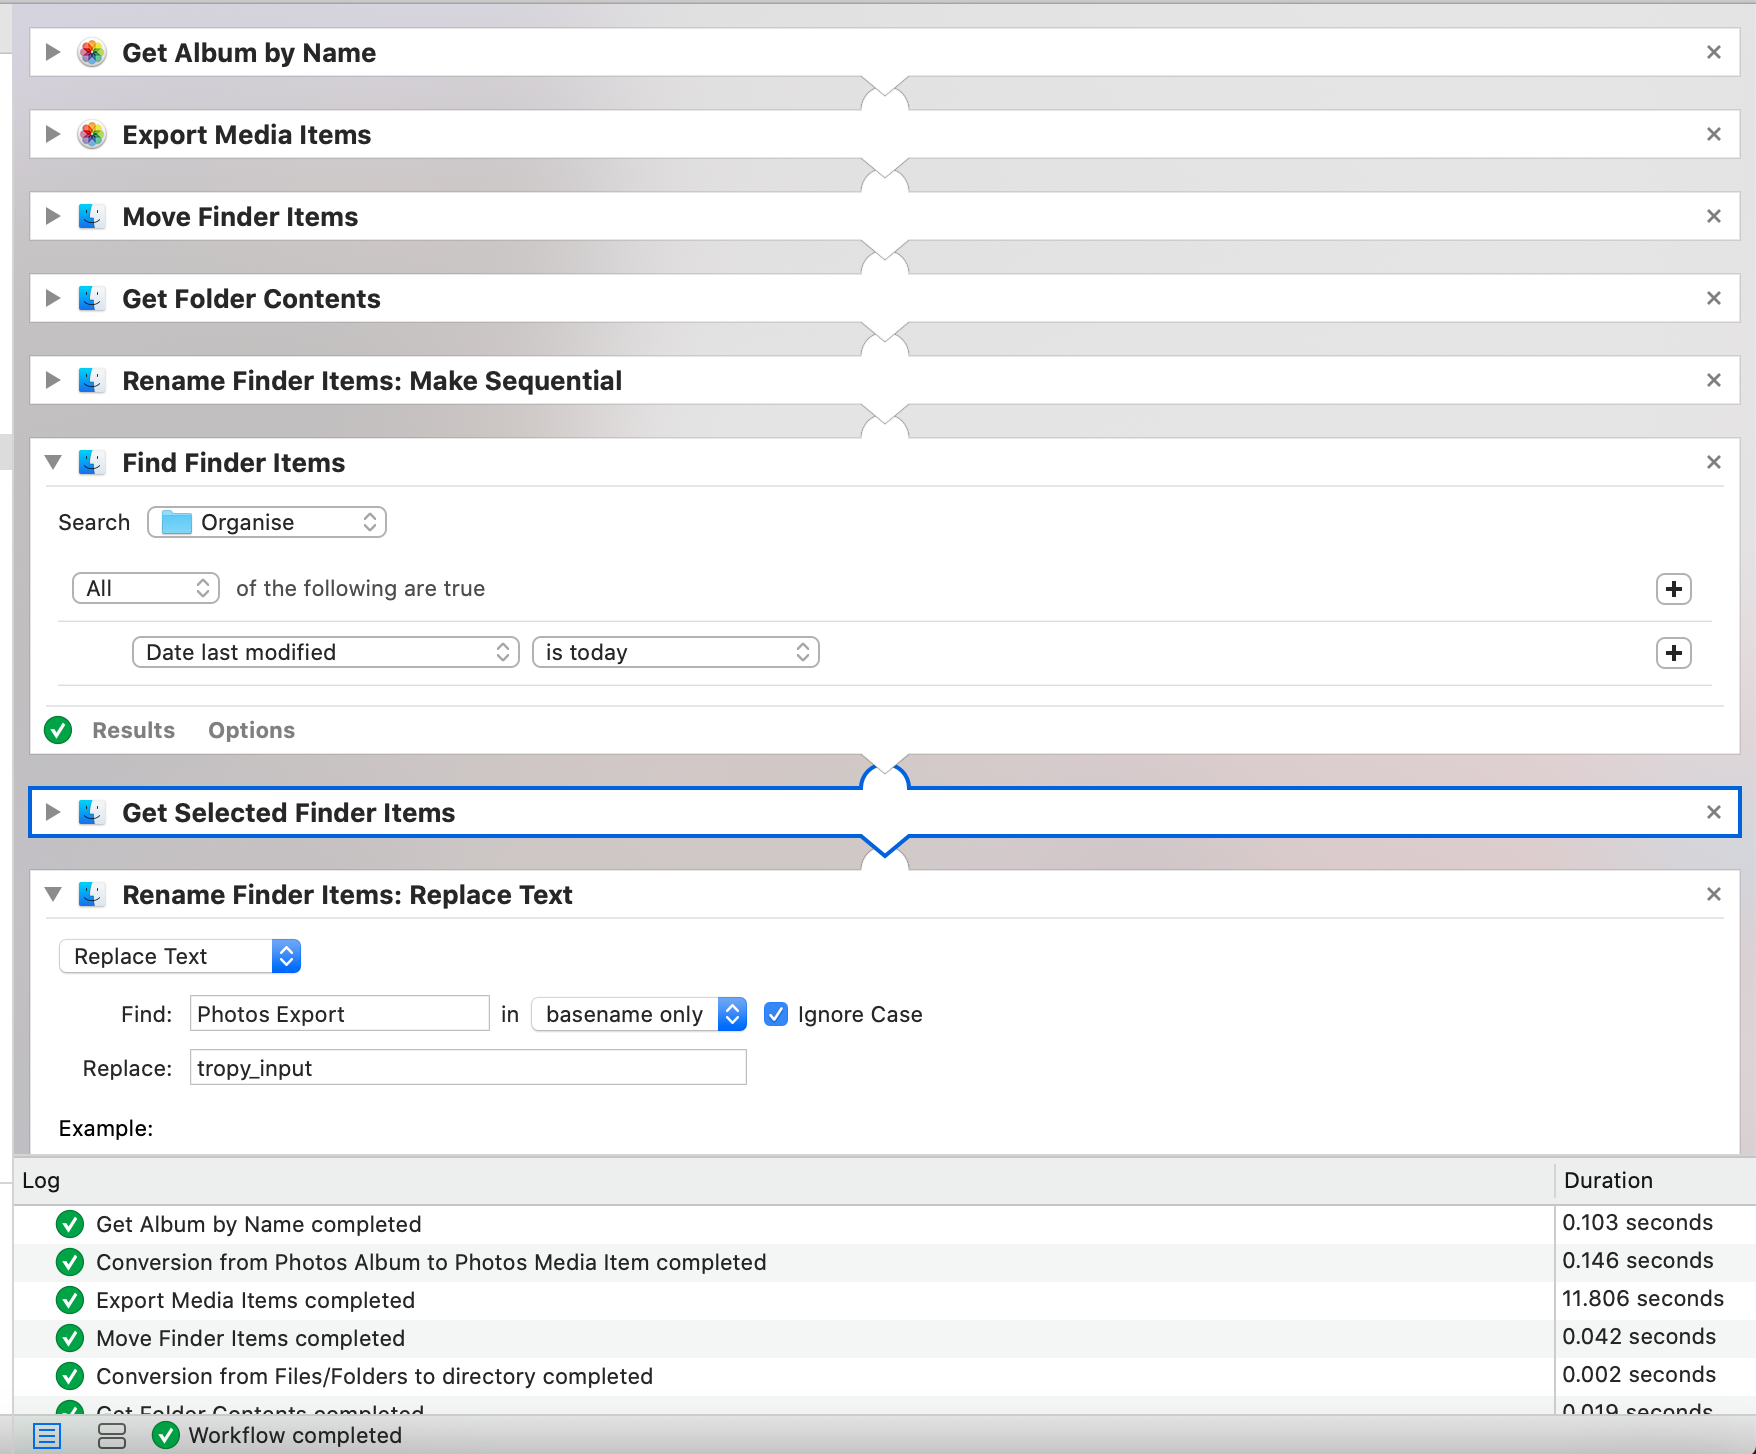 Get Album by Name
Export Media Items
Move Finder Items
Get Folder Contents
Rename Finder Items: Make Sequential
Find Finder Items
Search Organise
All of the following are true
Date last modified is today
Results Options
Get Selected Finder Items
Rename Finder Items: Replace Text
Replace Text
Find: Photos Export in basename only Ignore Case
Replace: tropy_input
Example:
Log Duration
Get Album by Name completed 0.103 seconds
Conversion from Photos Album to Photos Media Item completed 0.146 seconds
Export Media Items completed 11.806 seconds
Move Finder Items completed 0.042 seconds
Conversion from Files/Folders to directory completed 0.002 seconds
Get Folder Contents completed 0.019 seconds
Workflow completed